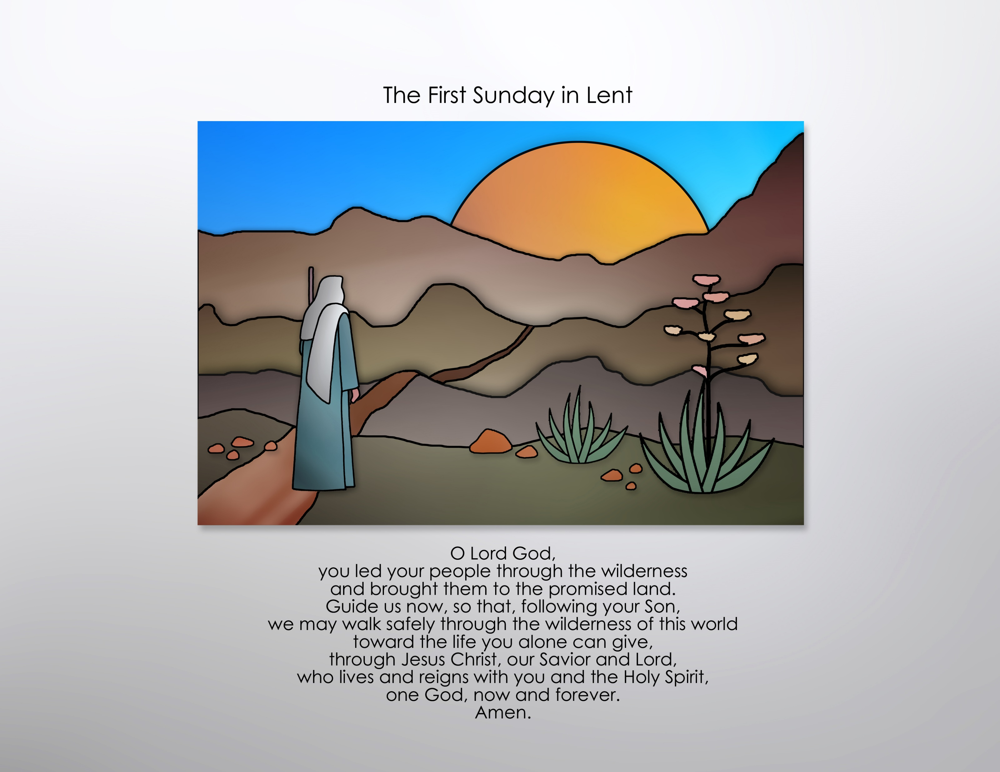 The First Sunday in Lent
O Lord God,
you led your people through the wilderness
and brought them to the promised land.
Guide us now, so that, following your Son,
we may walk safely through the wilderness of this world
toward the life you alone can give,
through Jesus Christ, our Savior and Lord,
who lives and reigns with you and the Holy Spirit,
one God, now and forever.
Amen.